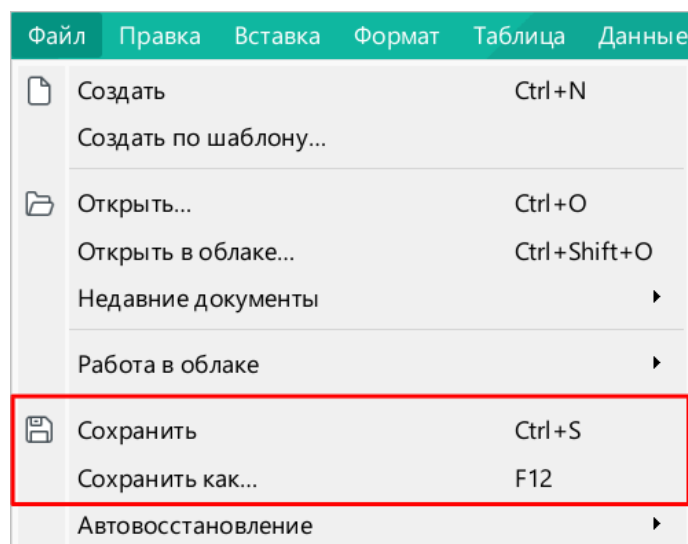 Файл Правка Вставка Формат Таблица Данные
Создать Ctrl+N
Создать по шаблону...
Открыть... Ctrl+O
Открыть в облаке... Ctrl+Shift+O
Недавние документы
Работа в облаке
Сохранить Ctrl+S
Сохранить как... F12
Автовосстановление